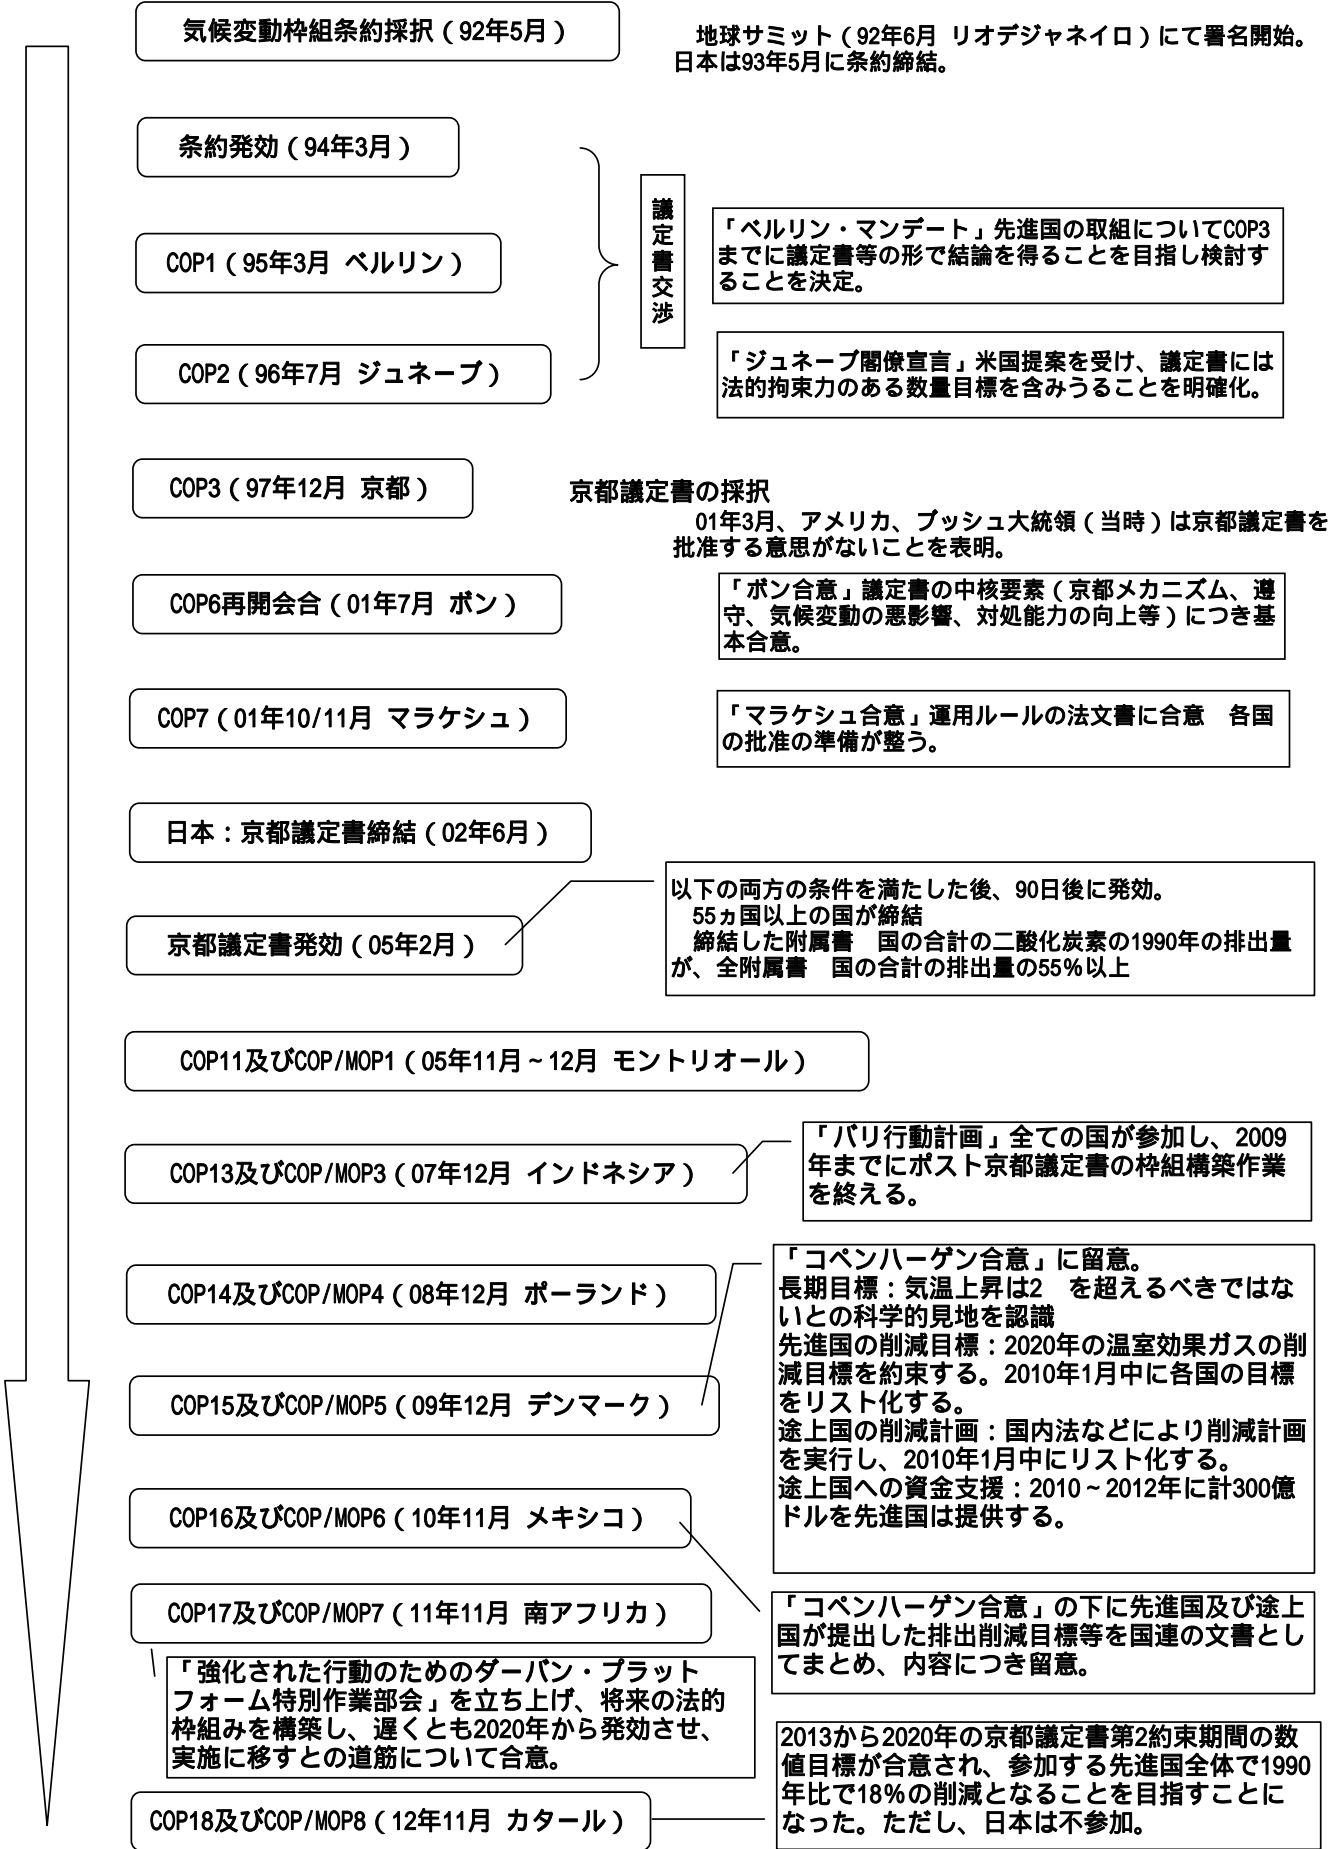 気候変動枠組条約採択（92年5月）
地球サミット（92年6月 リオデジャネイロ）にて署名開始。
日本は93年5月に条約締結。
条約発効（94年3月）
議定書交渉
COP1（95年3月 ベルリン）
「ベルリン・マンデート」先進国の取組についてCOP3
までに議定書等の形で結論を得ることを目指し検討す
ることを決定。
COP2（96年7月 ジュネーブ）
「ジュネーブ閣僚宣言」米国提案を受け、議定書には
法的拘束力のある数量目標を含みうることを明確化。
COP3（97年12月 京都）
京都議定書の採択
01年3月、アメリカ、ブッシュ大統領（当時）は京都議定書を
批准する意思がないことを表明。
COP6再開会合（01年7月 ボン）
「ボン合意」議定書の中核要素（京都メカニズム、遵
守、気候変動の悪影響、対処能力の向上等）につき基
本合意。
COP7（01年10/11月 マラケシュ）
「マラケシュ合意」運用ルールの法文書に合意　各国
の批准の準備が整う。
日本：京都議定書締結（02年6月）
京都議定書発効（05年2月）
以下の両方の条件を満たした後、90日後に発効。
55ヵ国以上の国が締結
締結した附属書　国の合計の二酸化炭素の1990年の排出量
が、全附属書　国の合計の排出量の55％以上
COP11及びCOP/MOP1（05年11月～12月 モントリオール）
COP13及びCOP/MOP3（07年12月 インドネシア）
「バリ行動計画」全ての国が参加し、2009
年までにポスト京都議定書の枠組構築作業
を終える。
COP14及びCOP/MOP4（08年12月 ポーランド）
COP15及びCOP/MOP5（09年12月 デンマーク）
「コペンハーゲン合意」に留意。
長期目標：気温上昇は2　を超えるべきではな
いとの科学的見地を認識
先進国の削減目標：2020年の温室効果ガスの削
減目標を約束する。2010年1月中に各国の目標
をリスト化する。
途上国の削減計画：国内法などにより削減計画
を実行し、2010年1月中にリスト化する。
途上国への資金支援：2010～2012年に計300億
ドルを先進国は提供する。
COP16及びCOP/MOP6（10年11月 メキシコ）
「コペンハーゲン合意」の下に先進国及び途上
国が提出した排出削減目標等を国連の文書とし
てまとめ、内容につき留意。
COP17及びCOP/MOP7（11年11月 南アフリカ）
「強化された行動のためのダーバン・プラット
フォーム特別作業部会」を立ち上げ、将来の法的
枠組みを構築し、遅くとも2020年から発効させ、
実施に移すとの道筋について合意。
COP18及びCOP/MOP8（12年11月 カタール）
2013から2020年の京都議定書第2約束期間の数
値目標が合意され、参加する先進国全体で1990
年比で18％の削減となることを目指すことに
なった。ただし、日本は不参加。